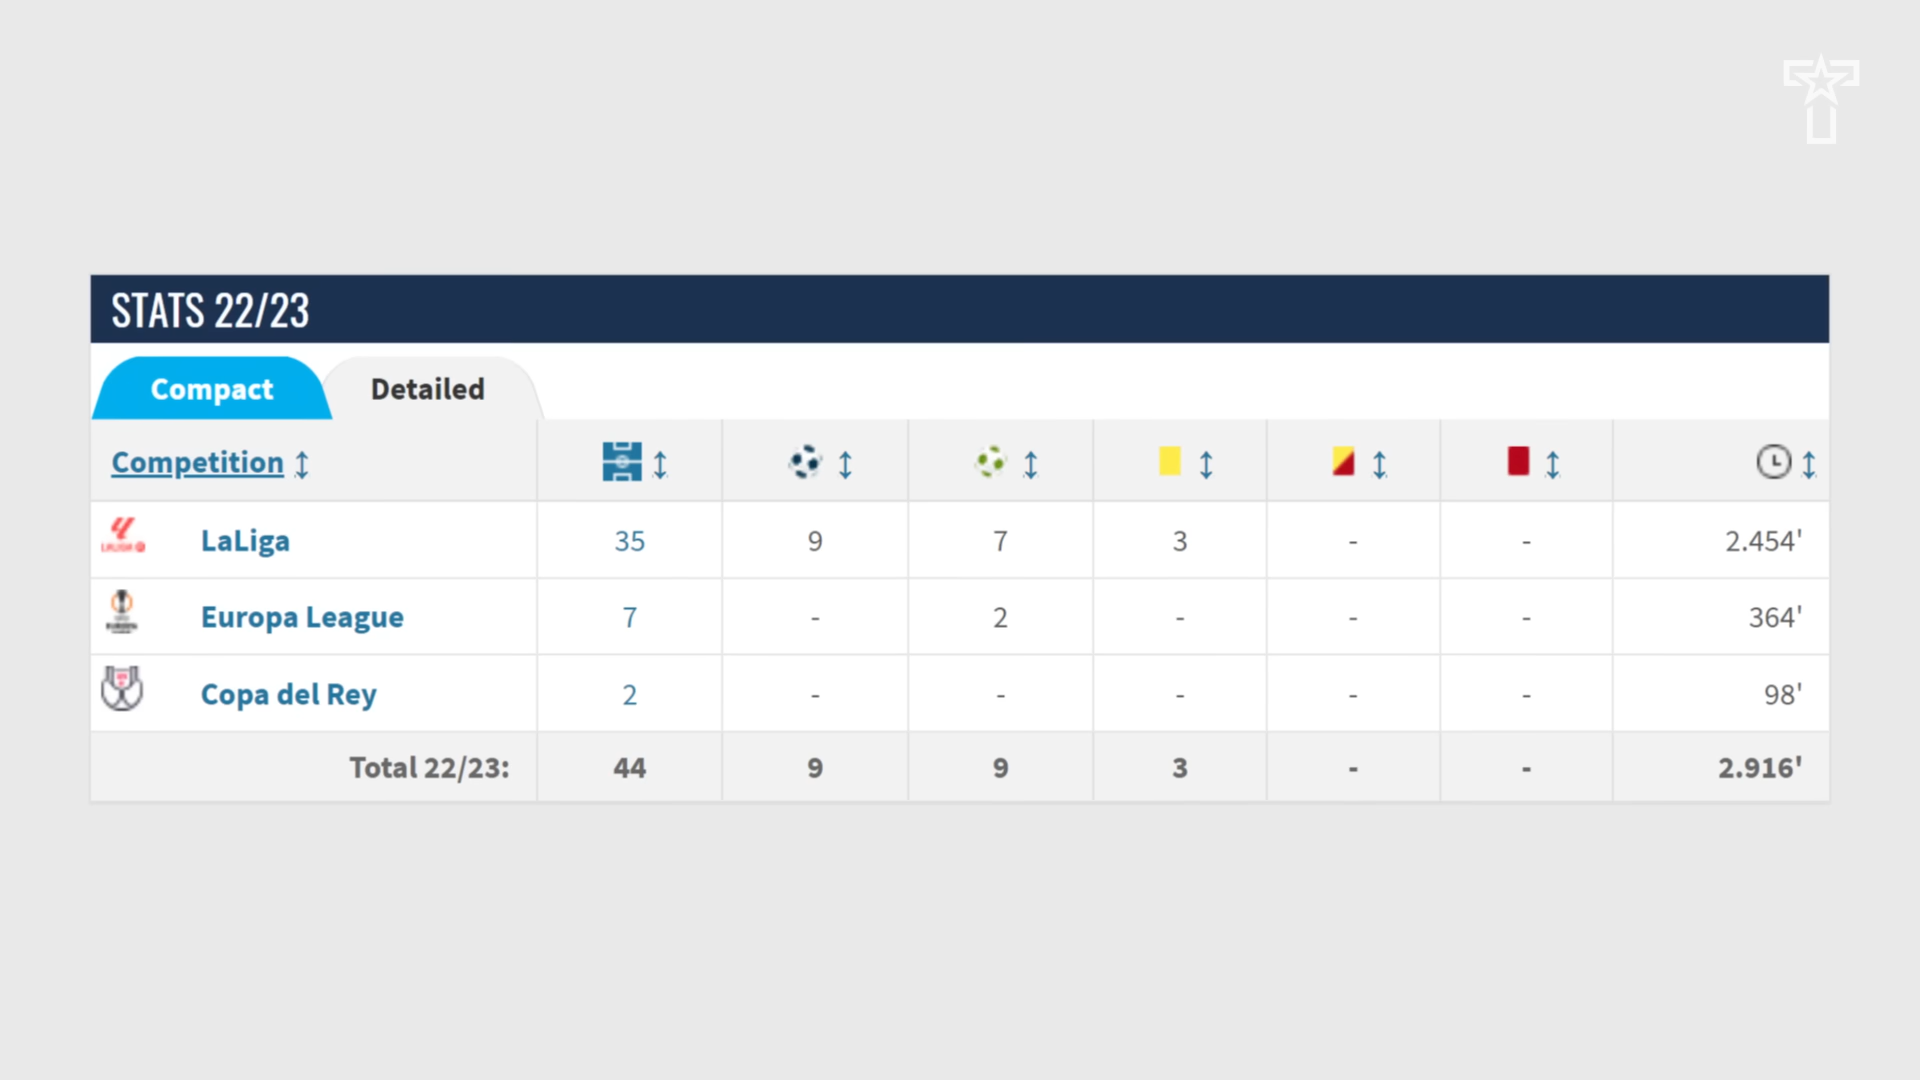 STATS 22/23
Compact Detailed
Competition
LaLiga 35 9 7 3 - - 2.454'
Europa League 7 - 2 - - - 364'
Copa del Rey 2 - - - - - 98'
Total 22/23: 44 9 9 3 - - 2.916'